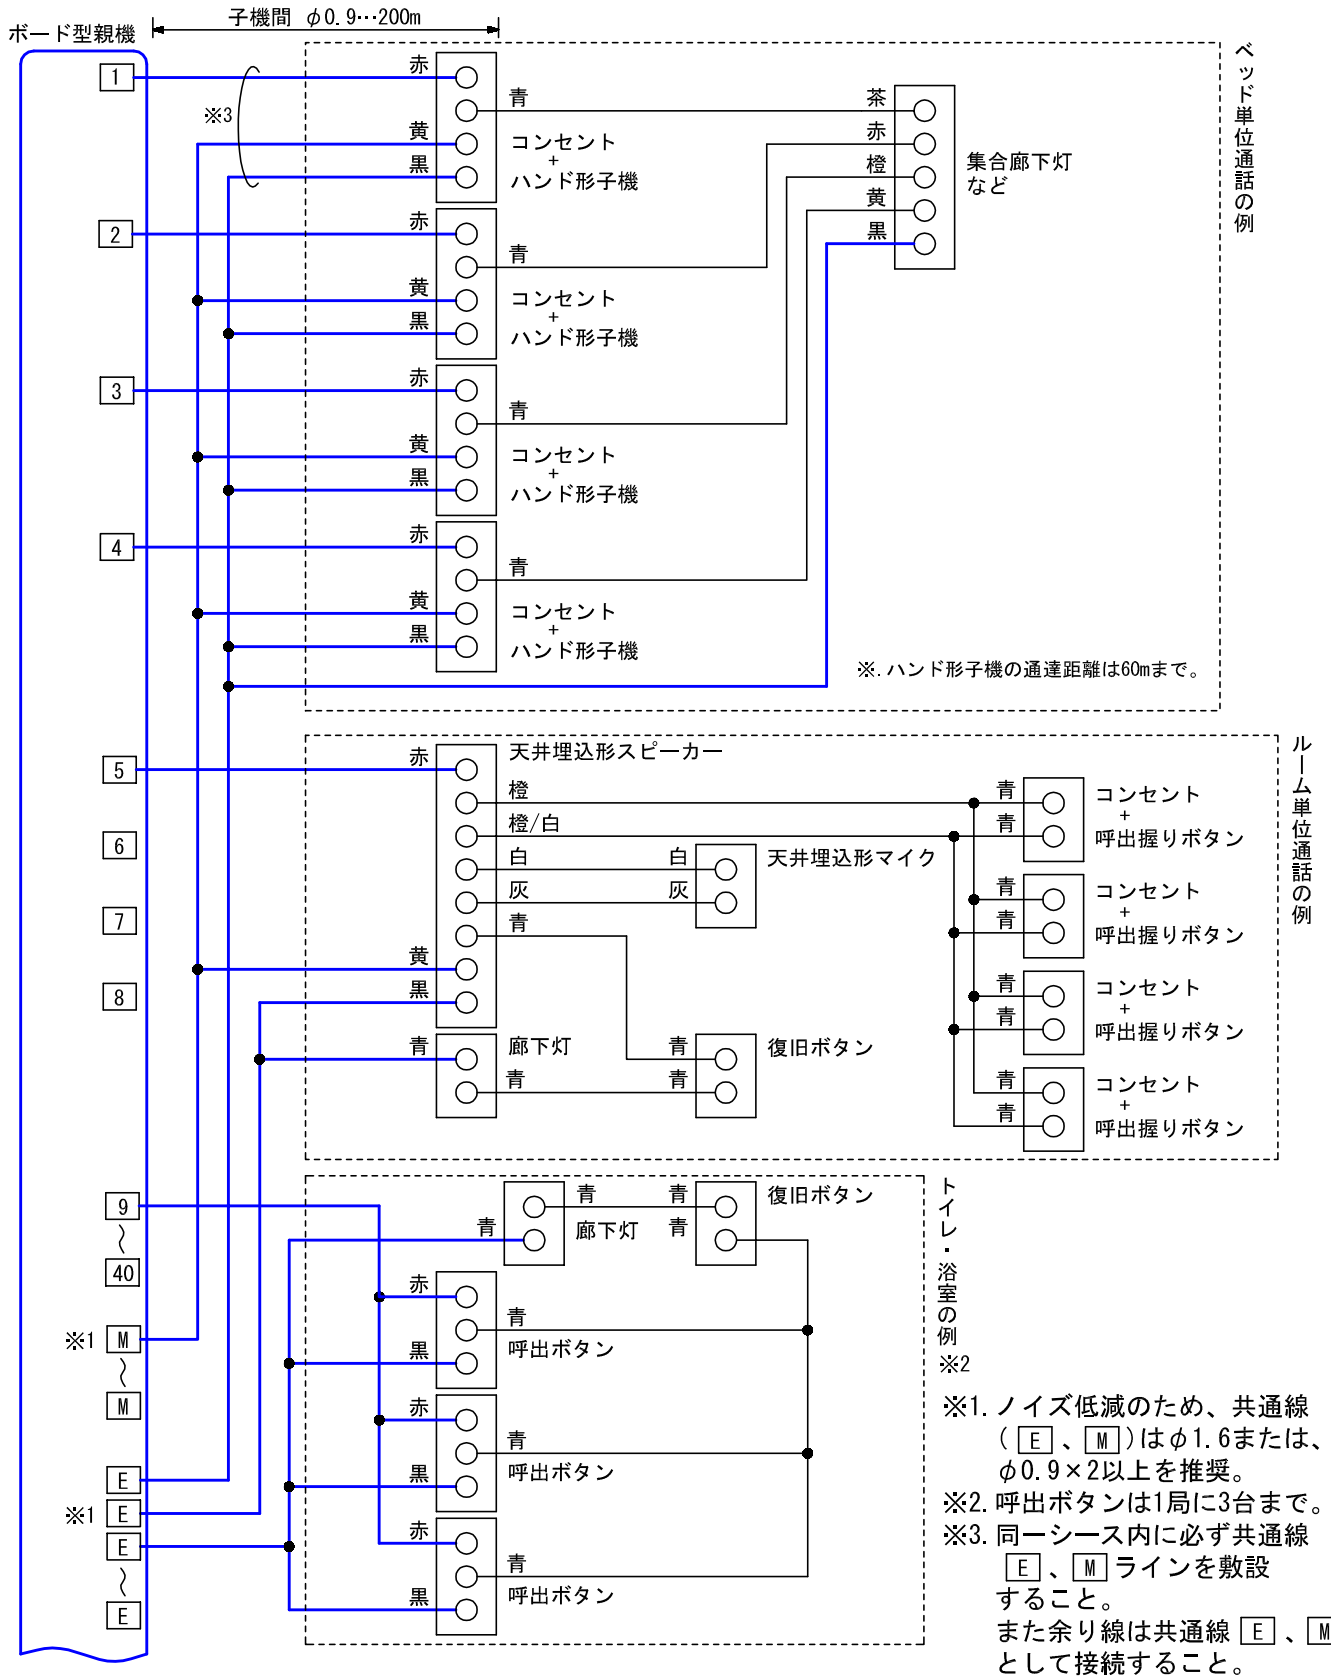 子機間 φ0.9…200m
ボード型親機
1
※3
赤
青
黄
黒
コンセント
+
ハンド形子機
茶
赤
橙
黄
黒
集合廊下灯
など
ベッド単位通話の例
2
赤
青
黄
黒
コンセント
+
ハンド形子機
3
赤
青
黄
黒
コンセント
+
ハンド形子機
4
赤
青
黄
黒
コンセント
+
ハンド形子機
※.ハンド形子機の通達距離は60mまで。
5
6
7
8
赤
天井埋込形スピーカー
橙
橙/白
白
灰
青
黄
黒
白
灰
天井埋込形マイク
青
青
コンセント
+
呼出握りボタン
青
青
コンセント
+
呼出握りボタン
青
青
コンセント
+
呼出握りボタン
青
青
コンセント
+
呼出握りボタン
ルーム単位通話の例
青
廊下灯
青
青
青
復旧ボタン
9
〜
40
青
青
廊下灯
青
青
復旧ボタン
トイレ・浴室の例
※2
赤
青
黒
呼出ボタン
赤
青
黒
呼出ボタン
赤
青
黒
呼出ボタン
※1 M
〜
M
E
※1 E
E
〜
E
※1.ノイズ低減のため、共通線
(E、M)はφ1.6または、
φ0.9×2以上を推奨。
※2.呼出ボタンは1局に3台まで。
※3.同一シース内に必ず共通線
E、Mラインを敷設
すること。
また余り線は共通線E、M
として接続すること。